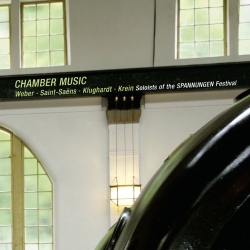 CHAMBER MUSIC
Weber · Saint-Saëns · Klughardt · Krein Soloists of the SPANNUNGEN Festival